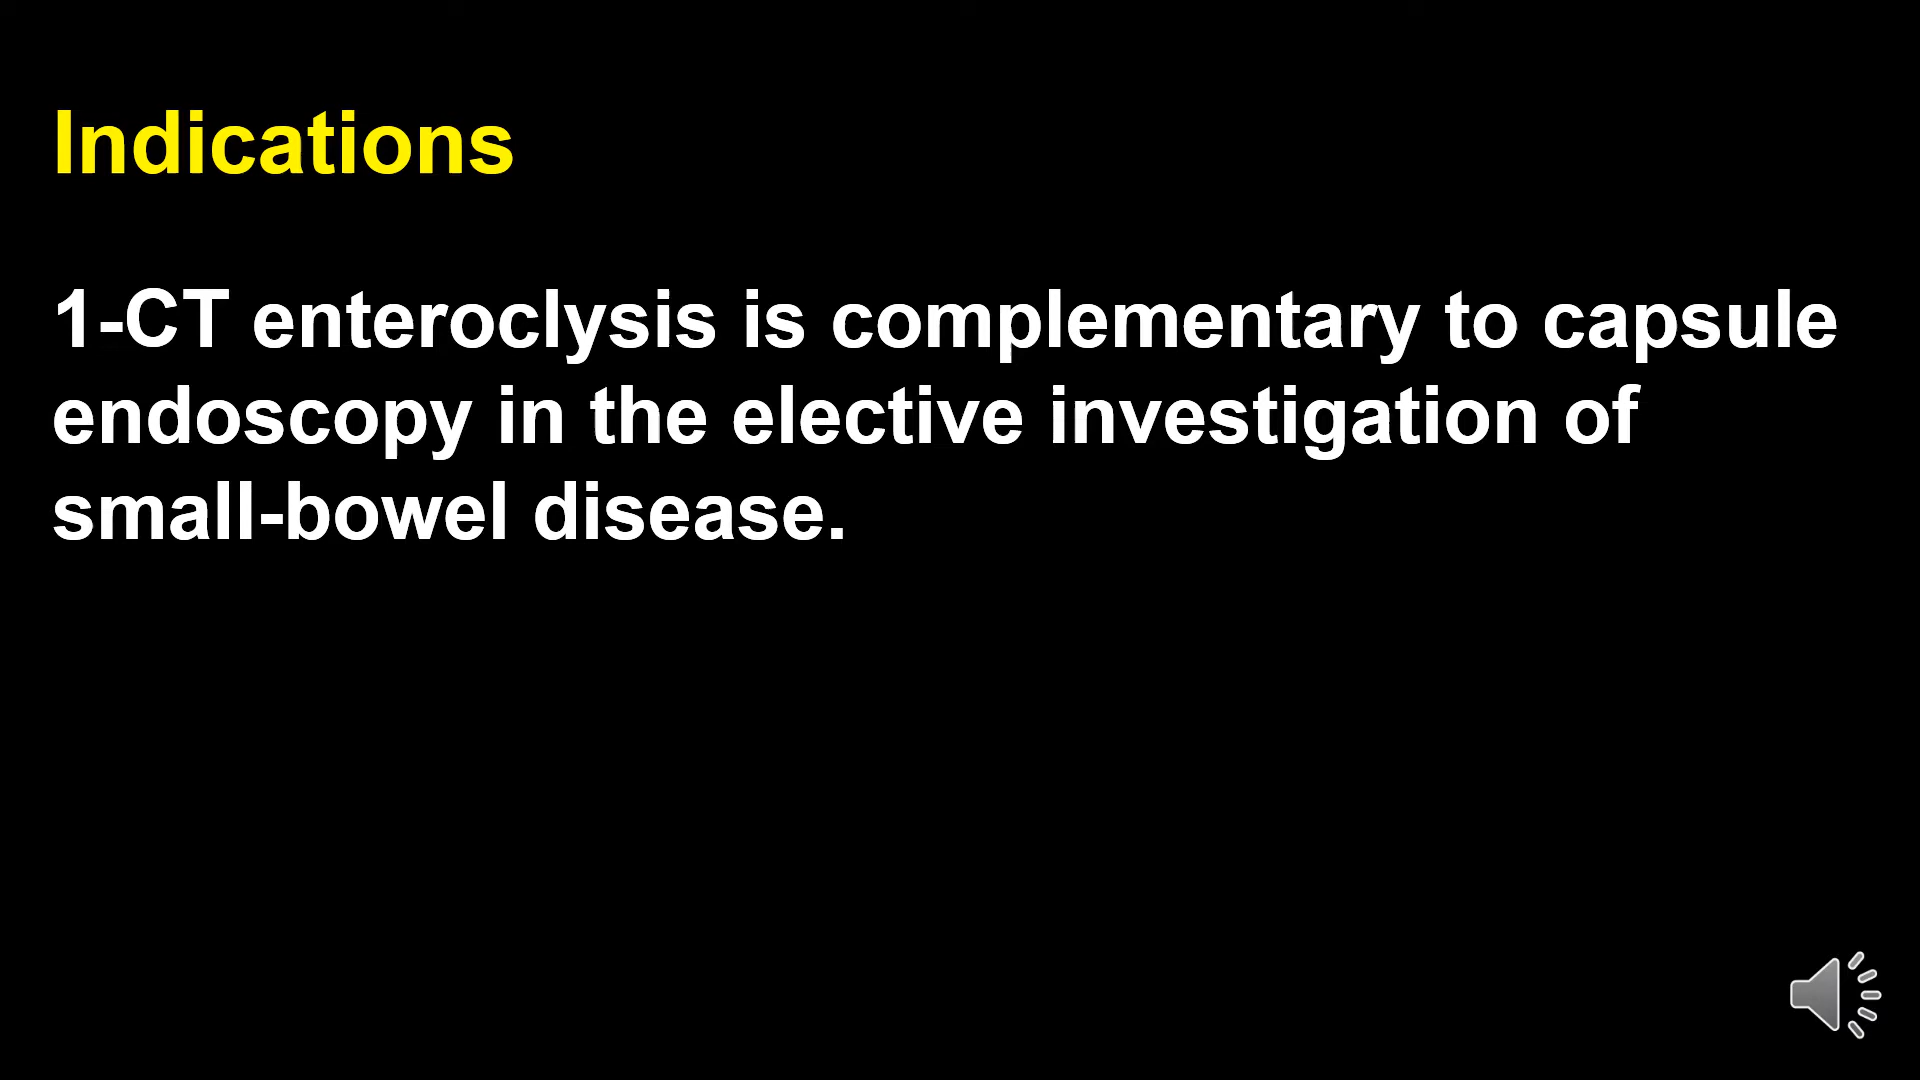 Indications
1-CT enteroclysis is complementary to capsule
endoscopy in the elective investigation of
small-bowel disease.